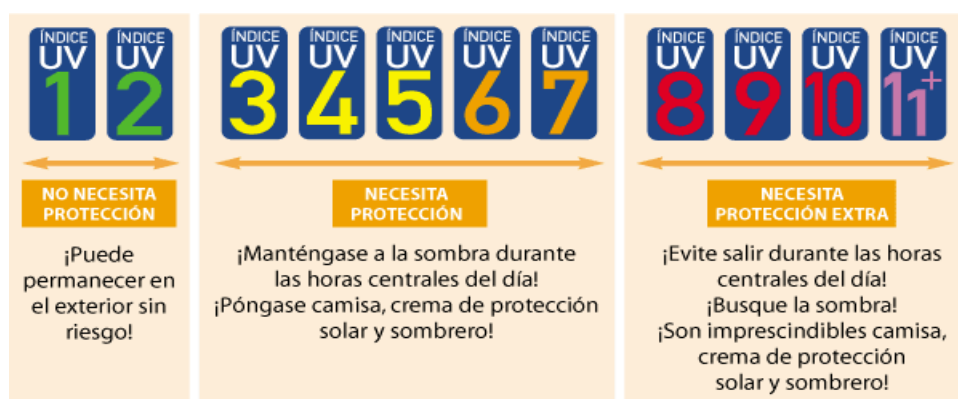 ÍNDICE
UV
1
ÍNDICE
UV
2
NO NECESITA
PROTECCIÓN
¡Puede
permanecer en
el exterior sin
riesgo!
ÍNDICE
UV
3
ÍNDICE
UV
4
ÍNDICE
UV
5
ÍNDICE
UV
6
ÍNDICE
UV
7
NECESITA
PROTECCIÓN
¡Manténgase a la sombra durante
las horas centrales del día!
¡Póngase camisa, crema de protección
solar y sombrero!
ÍNDICE
UV
8
ÍNDICE
UV
9
ÍNDICE
UV
10
ÍNDICE
UV
11+
NECESITA
PROTECCIÓN EXTRA
¡Evite salir durante las horas
centrales del día!
¡Busque la sombra!
¡Son imprescindibles camisa,
crema de protección
solar y sombrero!